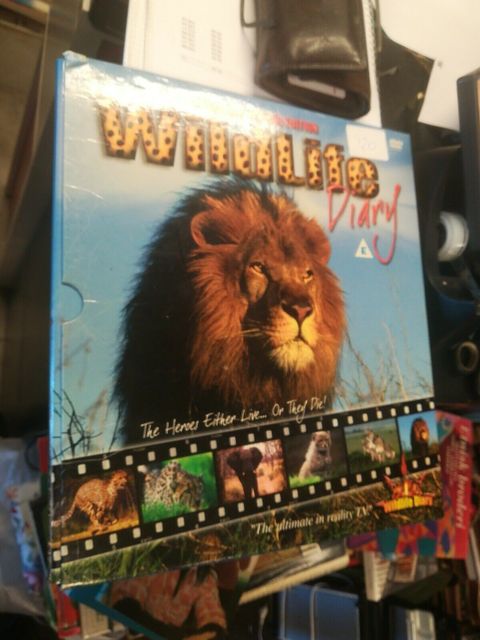 WildLife
Diary
The Heroes Either Live... Or They Die!
"The ultimate in reality TV."